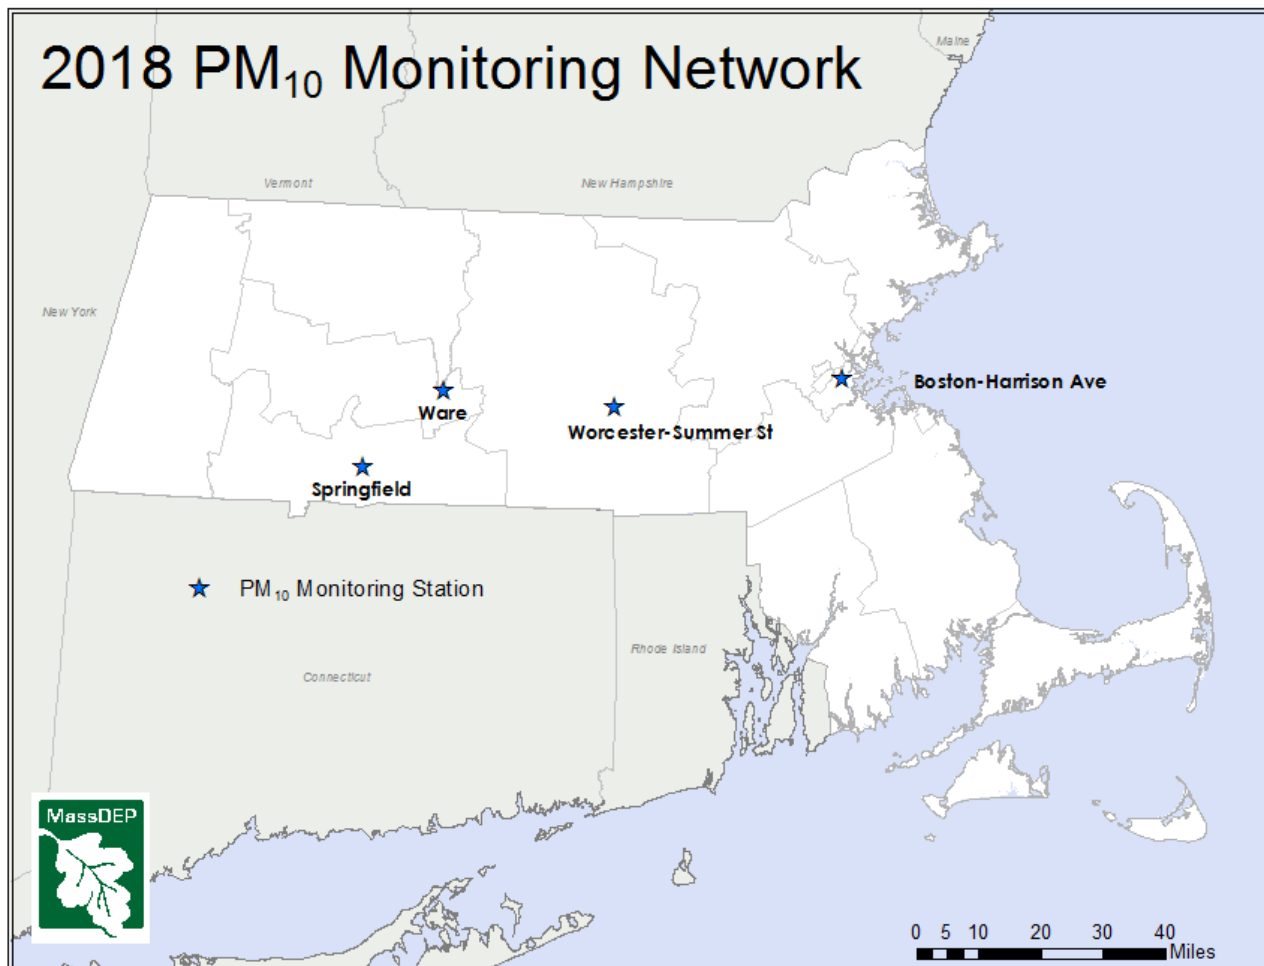 2018 PM₁₀ Monitoring Network
Maine
Vermont
New Hampshire
New York
Boston-Harrison Ave
Ware
Worcester-Summer St
Springfield
PM₁₀ Monitoring Station
Rhode Island
Connecticut
MassDEP
0 5 10 20 30 40
Miles